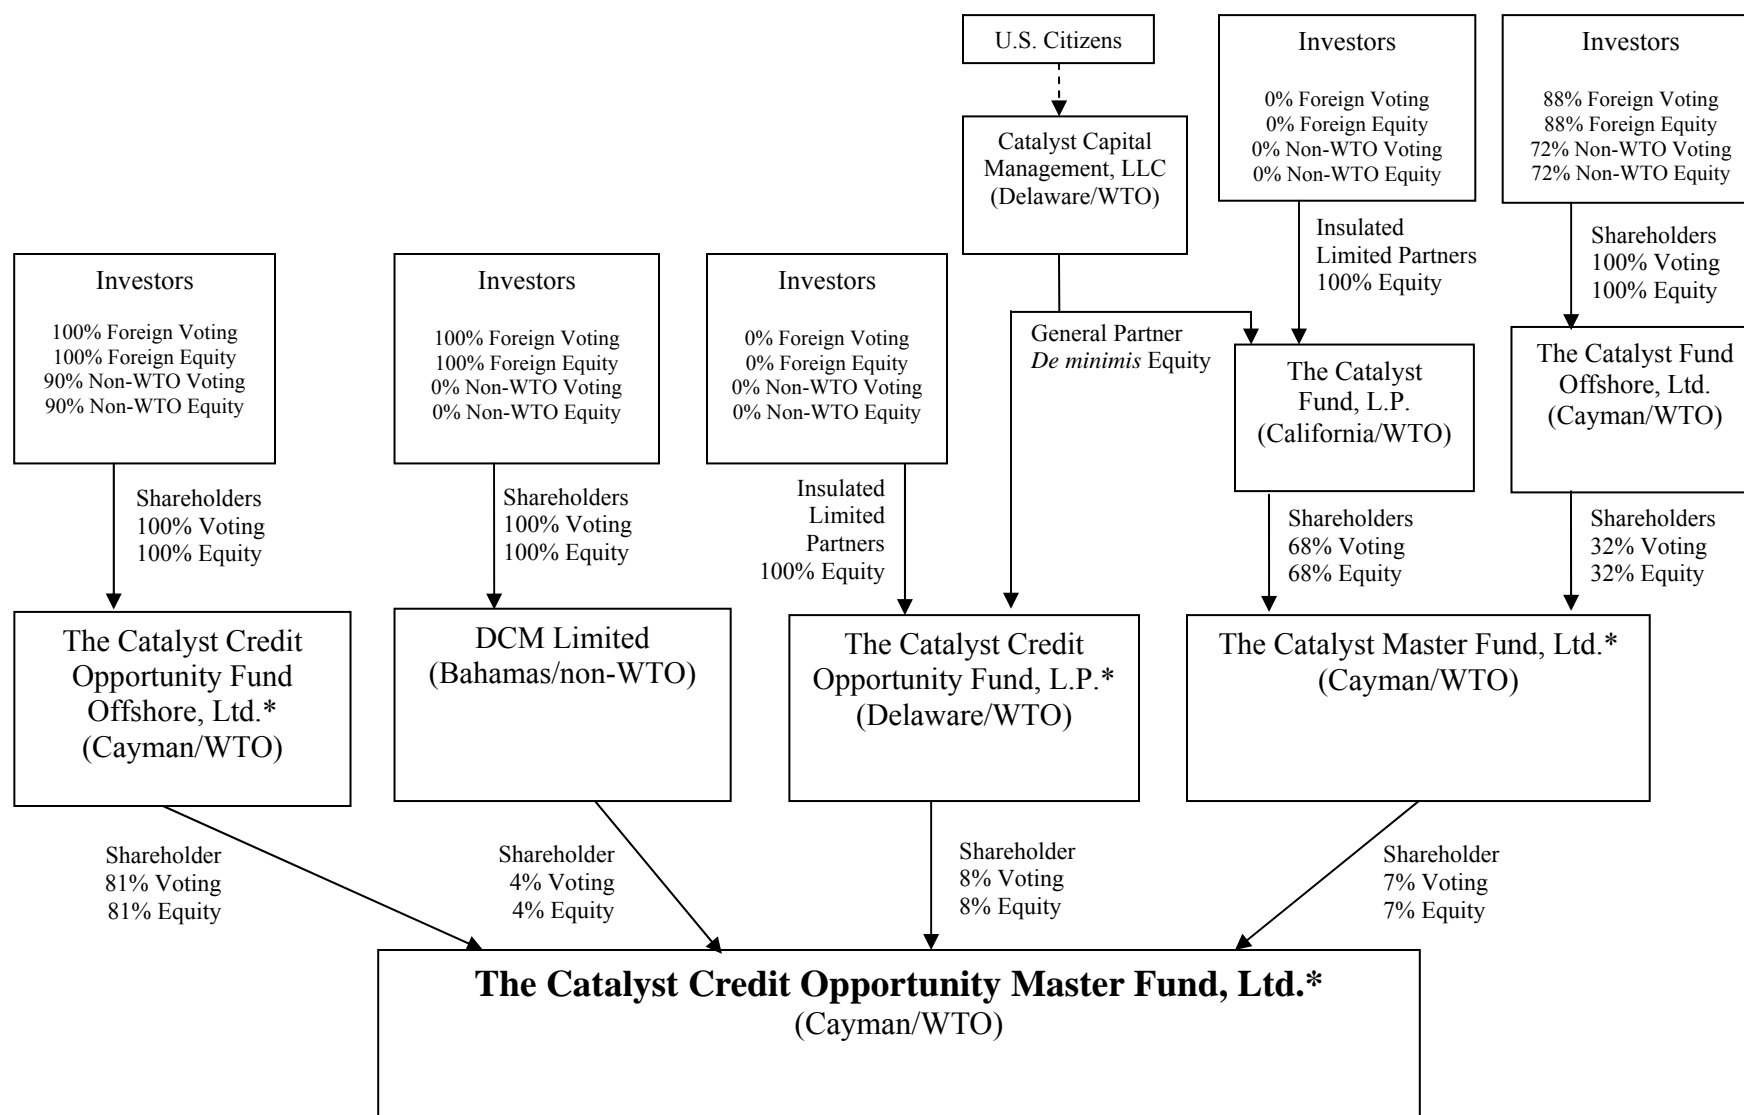 U.S. Citizens
Investors
0% Foreign Voting
0% Foreign Equity
0% Non-WTO Voting
0% Non-WTO Equity
Investors
88% Foreign Voting
88% Foreign Equity
72% Non-WTO Voting
72% Non-WTO Equity
Catalyst Capital
Management, LLC
(Delaware/WTO)
Insulated
Limited Partners
100% Equity
Shareholders
100% Voting
100% Equity
Investors
100% Foreign Voting
100% Foreign Equity
90% Non-WTO Voting
90% Non-WTO Equity
Investors
100% Foreign Voting
100% Foreign Equity
0% Non-WTO Voting
0% Non-WTO Equity
Investors
0% Foreign Voting
0% Foreign Equity
0% Non-WTO Voting
0% Non-WTO Equity
General Partner
De minimis Equity
The Catalyst
Fund, L.P.
(California/WTO)
The Catalyst Fund
Offshore, Ltd.
(Cayman/WTO)
Shareholders
100% Voting
100% Equity
Shareholders
100% Voting
100% Equity
Insulated
Limited
Partners
100% Equity
Shareholders
68% Voting
68% Equity
Shareholders
32% Voting
32% Equity
The Catalyst Credit
Opportunity Fund
Offshore, Ltd.*
(Cayman/WTO)
DCM Limited
(Bahamas/non-WTO)
The Catalyst Credit
Opportunity Fund, L.P.*
(Delaware/WTO)
The Catalyst Master Fund, Ltd.*
(Cayman/WTO)
Shareholder
81% Voting
81% Equity
Shareholder
4% Voting
4% Equity
Shareholder
8% Voting
8% Equity
Shareholder
7% Voting
7% Equity
The Catalyst Credit Opportunity Master Fund, Ltd.*
(Cayman/WTO)